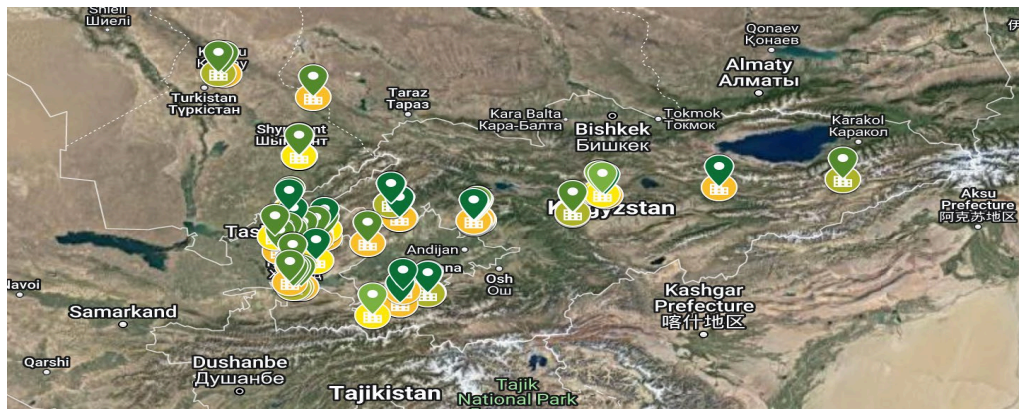 Shieli
Шиелі
Turkistan
Түркістан
Taraz
Тараз
Qonaev
Қонаев
Almaty
Алматы
Kara Balta
Кара-Балта
Bishkek
Бишкек
Tokmok
Токмок
Karakol
Каракол
Aksu
Prefecture
阿克苏地区
Andijan
Osh
Ош
Kashgar
Prefecture
喀什地区
Navoi
Samarkand
Qarshi
Dushanbe
Душанбе
Tajikistan
Tajik
National Park